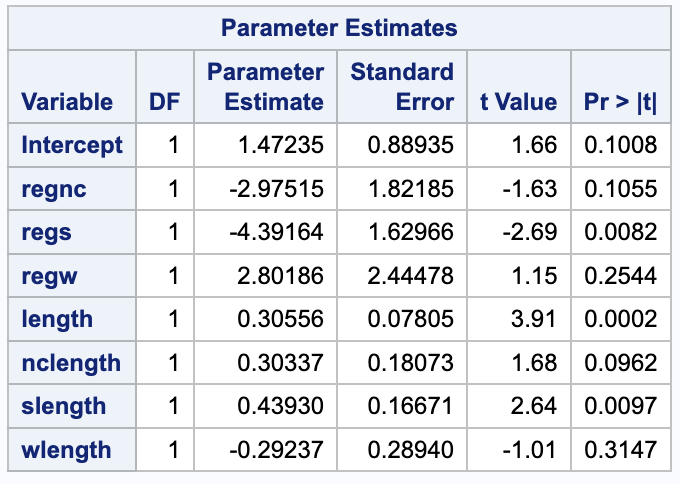 Parameter Estimates
Variable DF Parameter Estimate Standard Error t Value Pr > |t|
Intercept 1 1.47235 0.88935 1.66 0.1008
regnc 1 -2.97515 1.82185 -1.63 0.1055
regs 1 -4.39164 1.62966 -2.69 0.0082
regw 1 2.80186 2.44478 1.15 0.2544
length 1 0.30556 0.07805 3.91 0.0002
nclength 1 0.30337 0.18073 1.68 0.0962
slength 1 0.43930 0.16671 2.64 0.0097
wlength 1 -0.29237 0.28940 -1.01 0.3147